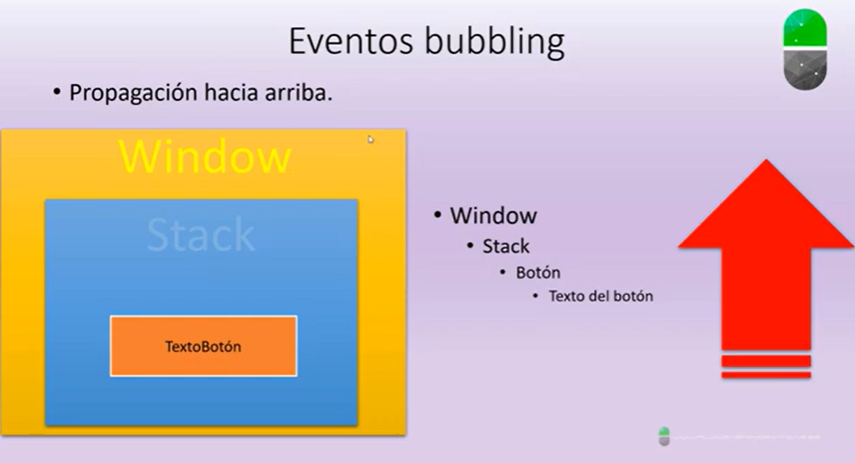 Eventos bubbling
• Propagación hacia arriba.
Window
Stack
TextoBotón
• Window
• Stack
• Botón
• Texto del botón